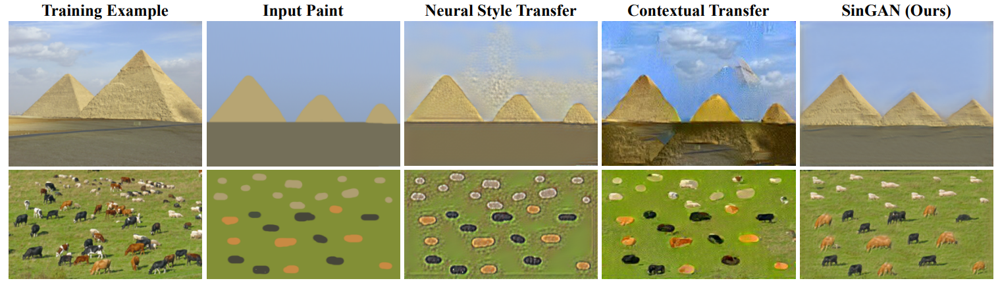 Training Example
Input Paint
Neural Style Transfer
Contextual Transfer
SinGAN (Ours)